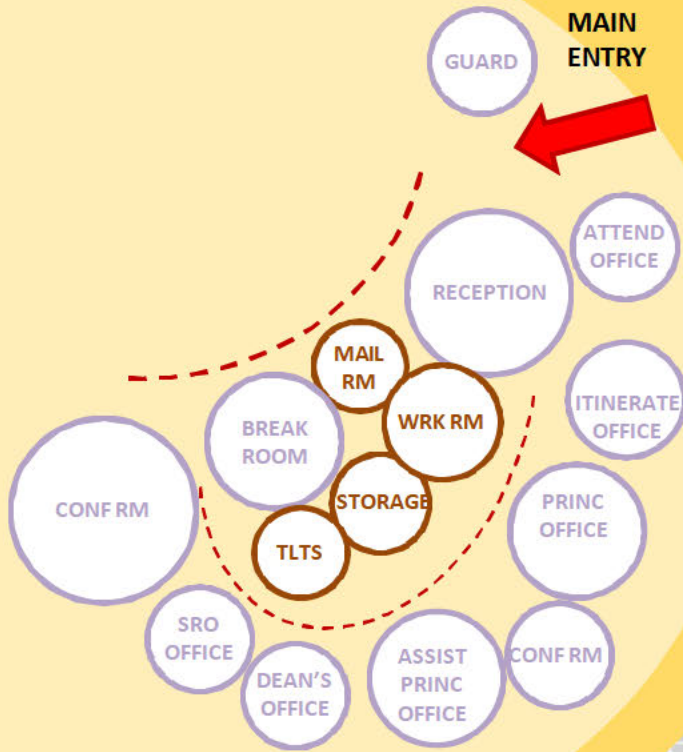 MAIN
ENTRY
GUARD
ATTEND
OFFICE
RECEPTION
MAIL
RM
ITINERATE
OFFICE
WRK RM
BREAK
ROOM
CONF RM
STORAGE
PRINC
OFFICE
TLTS
SRO
OFFICE
DEAN'S
OFFICE
ASSIST
PRINC
OFFICE
CONF RM